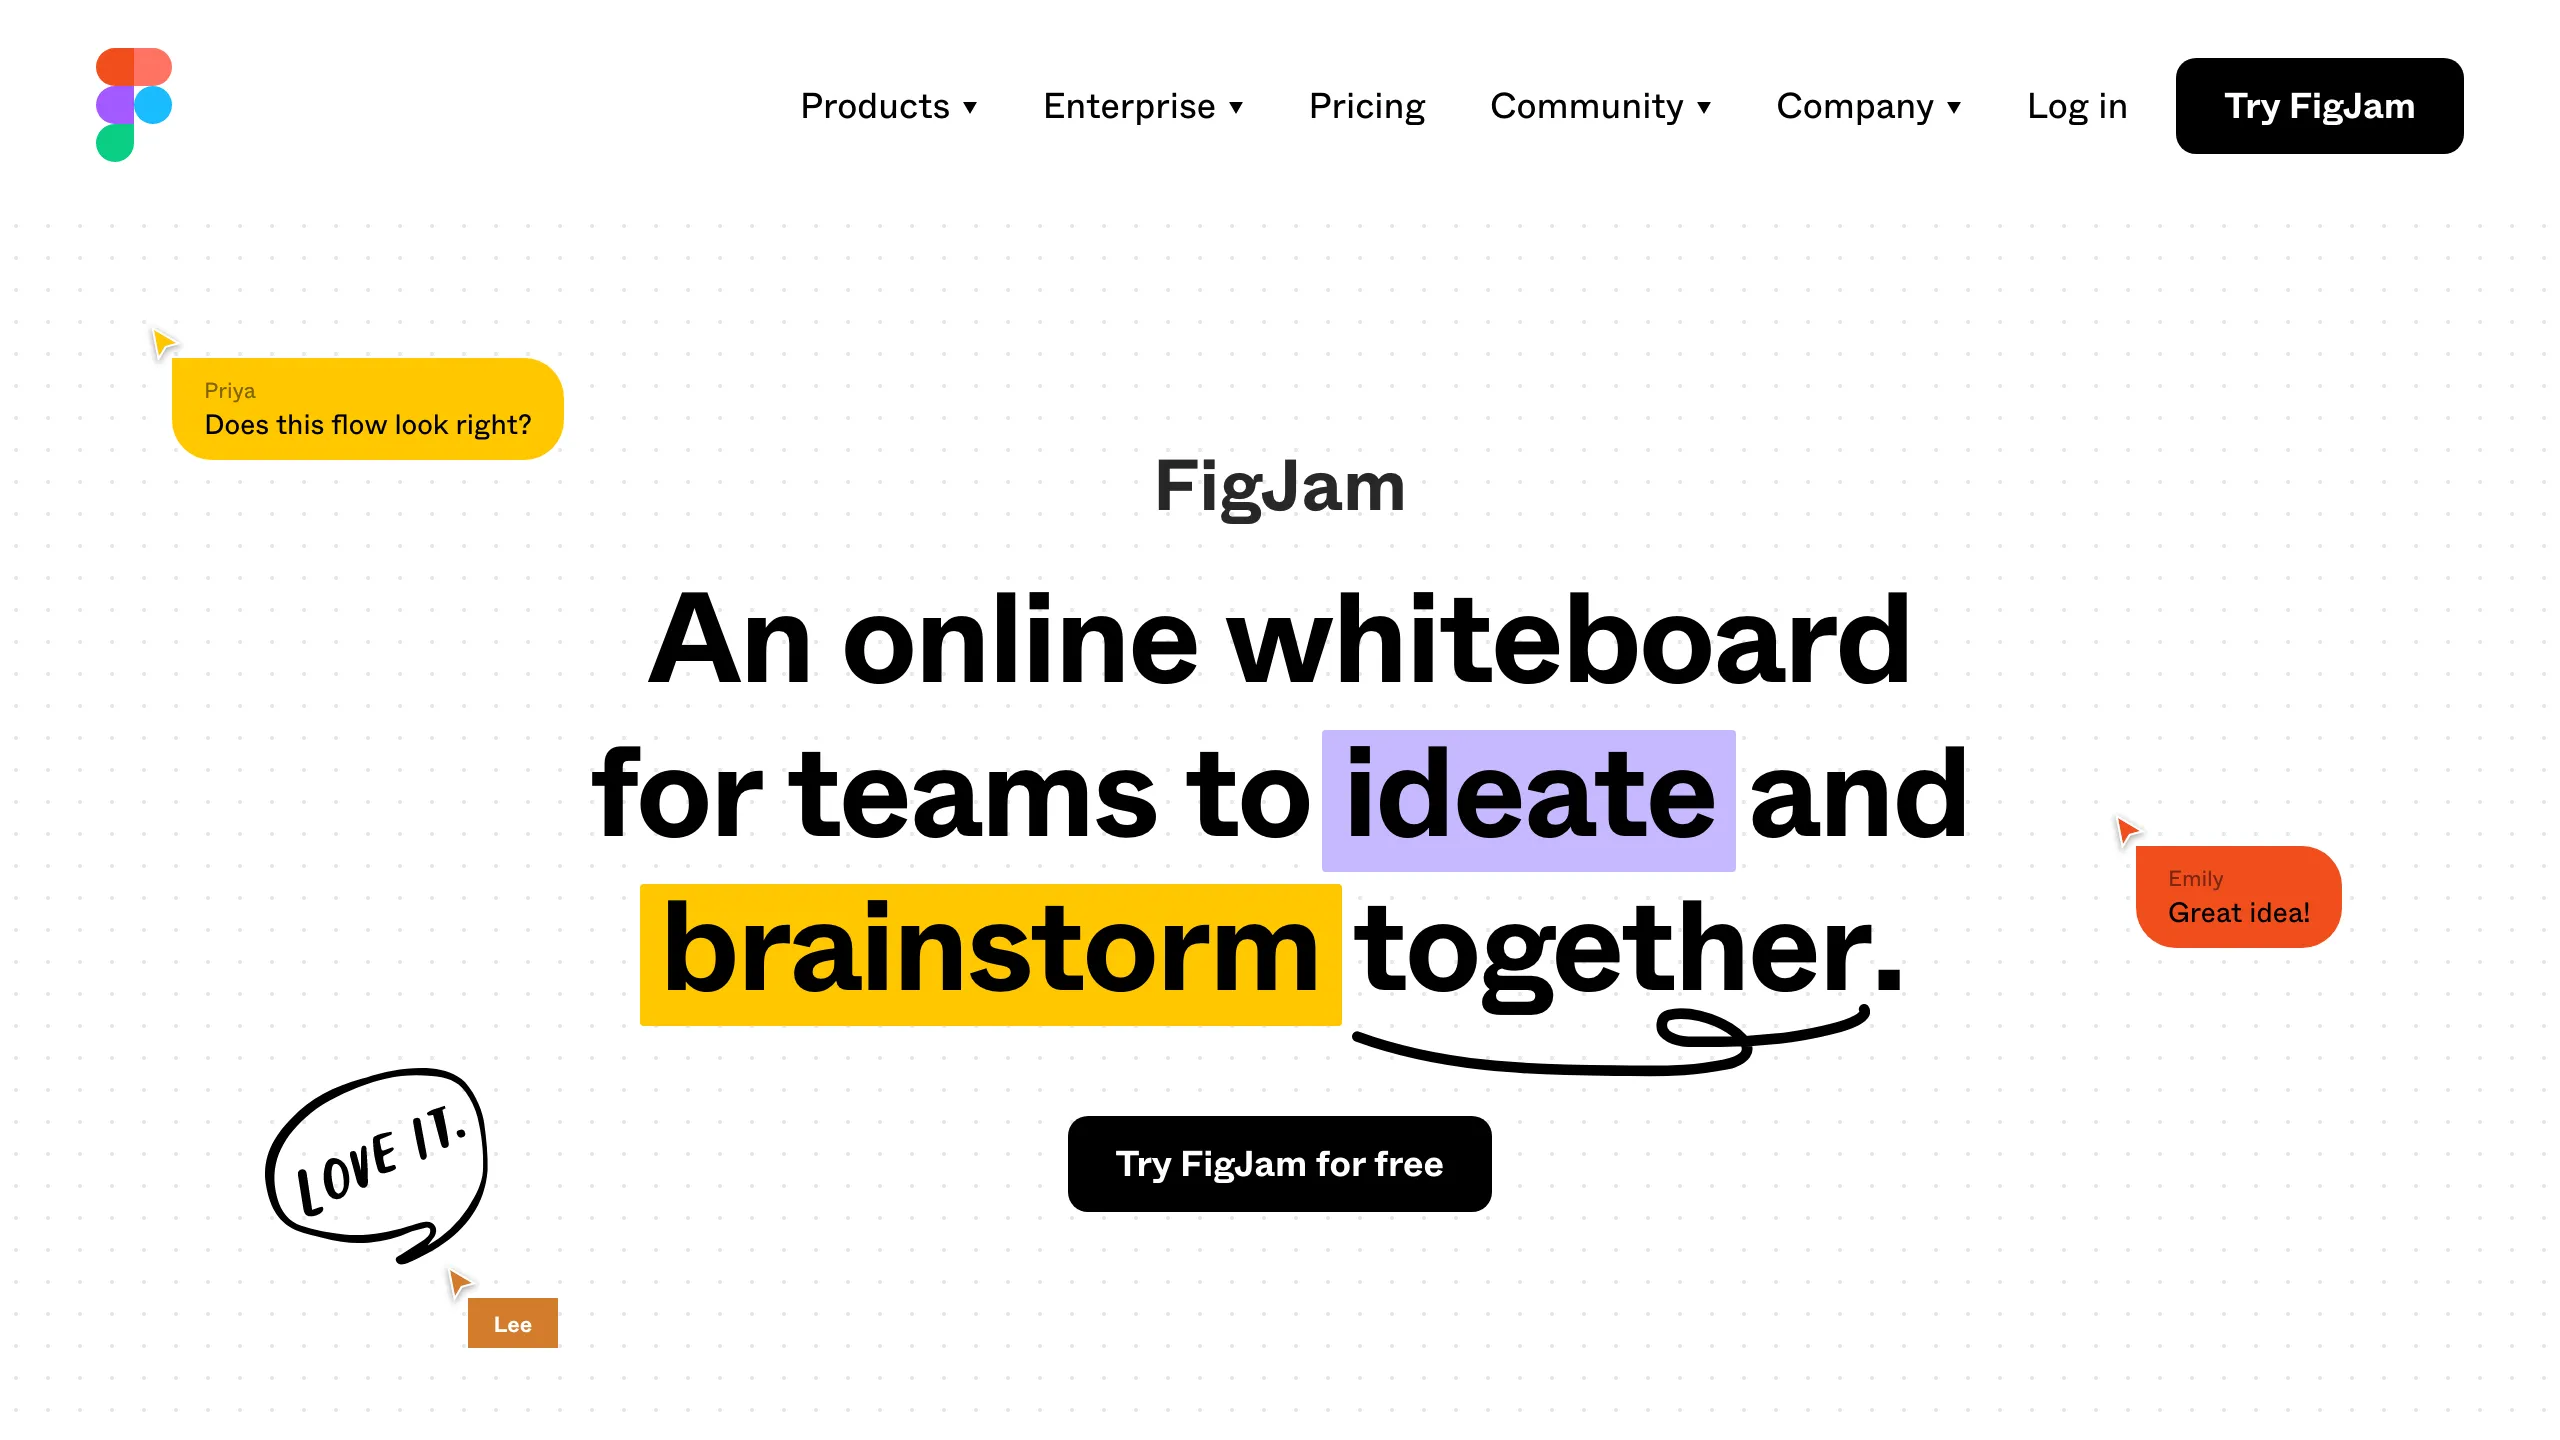 Products
Enterprise
Pricing
Community
Company
Log in
Try FigJam
Priya
Does this flow look right?
FigJam
An online whiteboard
for teams to ideate and
brainstorm together.
Emily
Great idea!
LOVE IT.
Try FigJam for free
Lee